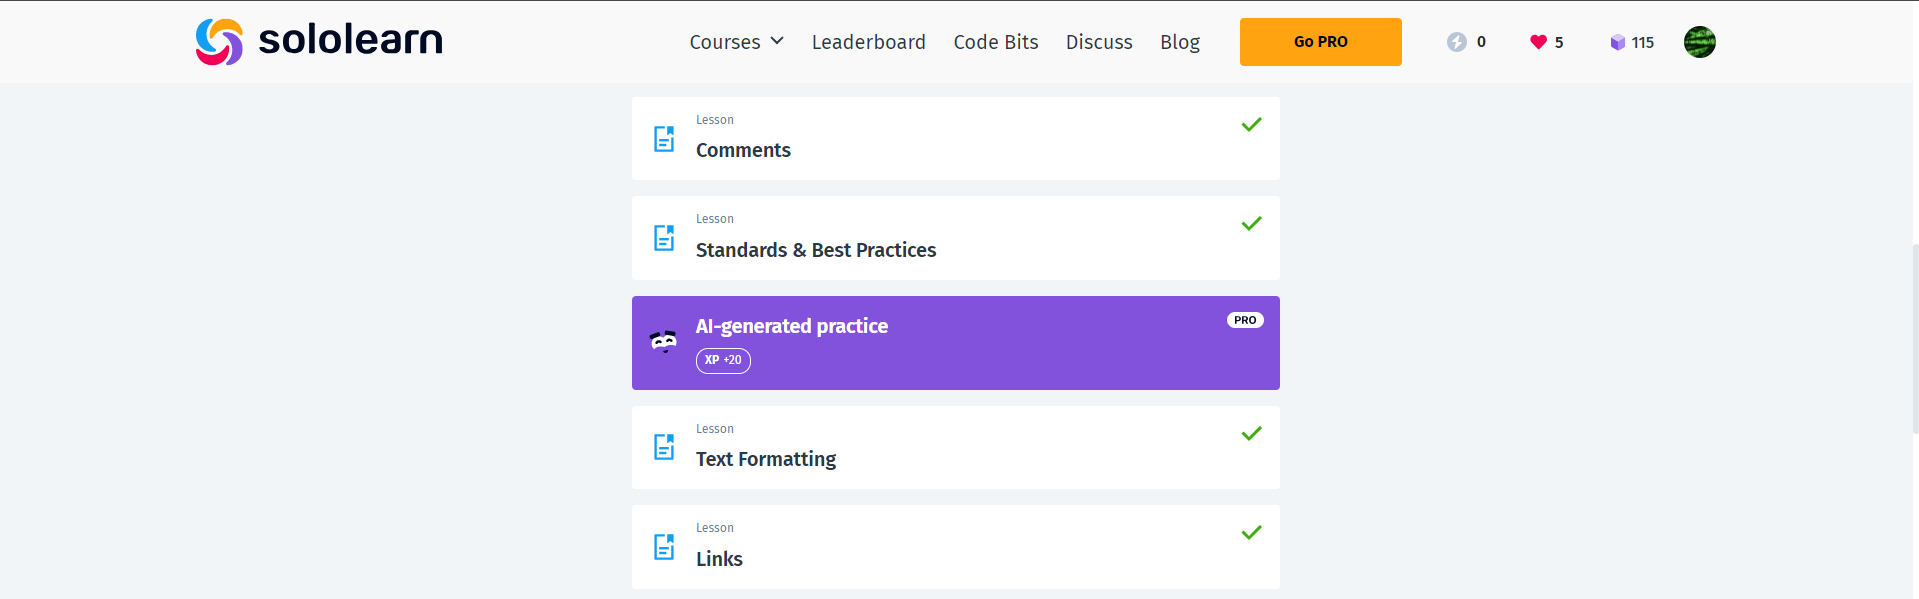 sololearn
Courses
Leaderboard
Code Bits
Discuss
Blog
Go PRO
0
5
115
Lesson
Comments
Lesson
Standards & Best Practices
AI-generated practice
PRO
XP +20
Lesson
Text Formatting
Lesson
Links